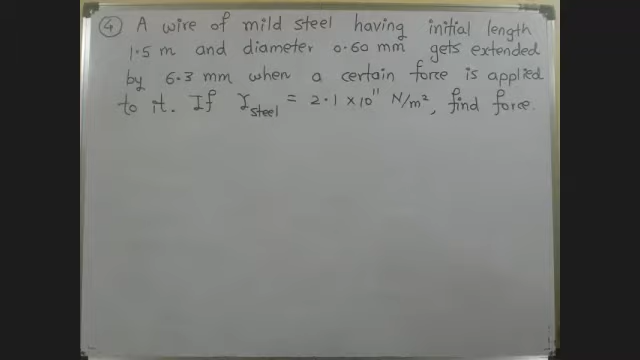 ④ A wire of mild steel having initial length
1.5 m and diameter 0.60 mm gets extended
by 6.3 mm when a certain force is applied
to it. If Y steel = 2.1 × 10¹¹ N/m², find force.